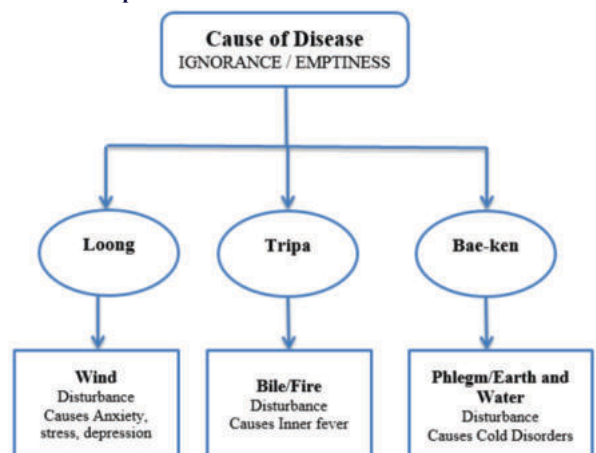 Cause of Disease
IGNORANCE / EMPTINESS
Loong
Tripa
Bae-ken
Wind
Disturbance
Causes Anxiety,
stress, depression
Bile/Fire
Disturbance
Causes Inner fever
Phlegm/Earth and
Water
Disturbance
Causes Cold Disorders